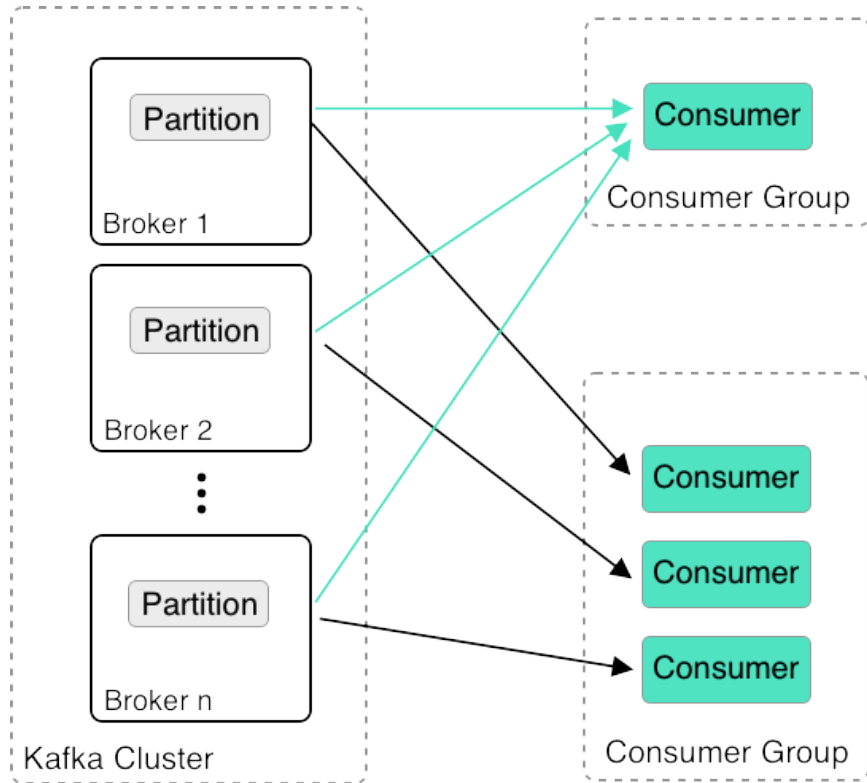 Partition
Broker 1
Partition
Broker 2
Partition
Broker n
Kafka Cluster
Consumer
Consumer Group
Consumer
Consumer
Consumer
Consumer Group